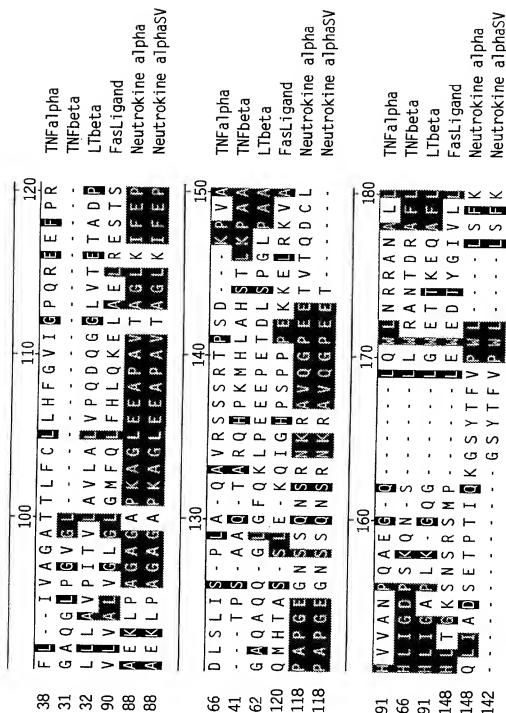 100 110 120
38 F L - - I V A G A T T L F C L L H F G V I G P Q R E E F P R TNFalpha
31 G A Q G L P G V G L - - - - - - - - - - - - - - - - - - - - TNFbeta
32 L L L A V P I T V L A V L A L V P Q D Q G G L V T E T A D P LTbeta
90 L V V A L V G L G L G M F Q L F H L Q K E L A E L R E S T S FasLigand
88 A E K L P A G A G A P K A G L E E A P A V T A G L K I F E P Neutrokine alpha
88 A E K L P A G A G A P K A G L E E A P A V T A G L K I F E P Neutrokine alphaSV
130 140 150
66 D L S L I S - P L A - Q A V R S S S R T P S D - - - K P V A TNFalpha
41 - - - T P S - A A Q - T A R Q H P K M H L A H S T L K P A A TNFbeta
62 G A Q A Q Q - G L G F Q K L P E E E P E T D L S P G L P A A LTbeta
120 Q M H T A S - S L E - K Q I G H P S P P P E K K E L R K V A FasLigand
118 P A P G E G N S S Q N S R N K R A V Q G P E E T V T Q D C L Neutrokine alpha
118 P A P G E G N S S Q N S R N K R A V Q G P E E T - - - - - - Neutrokine alphaSV
160 170 180
91 H V V A N P Q A E G - Q - - - - - - L Q W L N R R A N A L L TNFalpha
66 H L I G D P S K Q N - S - - - - - - L L W R A N T D R A F L TNFbeta
91 H L I G A P L K - G Q G - - - - - - L G W E T T K E Q A F L LTbeta
148 H L T G K S N S R S M P - - - - - - L E W E D T Y G I V L L FasLigand
148 Q L I A D S E T P T I Q K G S Y T F V P W L - - - - L S F K Neutrokine alpha
142 - - - - - - - - - - - - - G S Y T F V P W L - - - - L S F K Neutrokine alphaSV